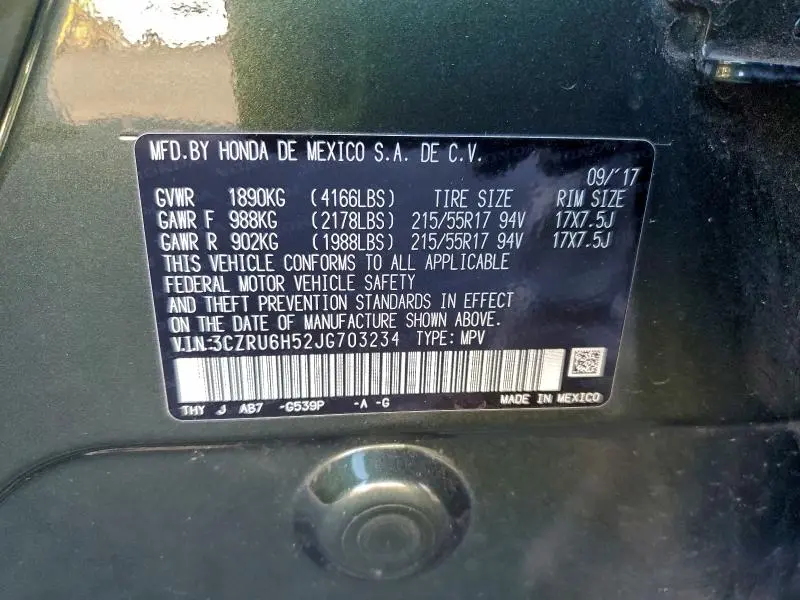 MFD.BY HONDA DE MEXICO S.A. DE C.V.
09/'17
GVWR 1890KG (4166LBS) TIRE SIZE RIM SIZE
GAWR F 988KG (2178LBS) 215/55R17 94V 17X7.5J
GAWR R 902KG (1988LBS) 215/55R17 94V 17X7.5J
THIS VEHICLE CONFORMS TO ALL APPLICABLE
FEDERAL MOTOR VEHICLE SAFETY
AND THEFT PREVENTION STANDARDS IN EFFECT
ON THE DATE OF MANUFACTURE SHOWN ABOVE.
V.I.N:3CZRU6H52JG703234 TYPE: MPV
THY J AB7 -G539P -A -G MADE IN MEXICO